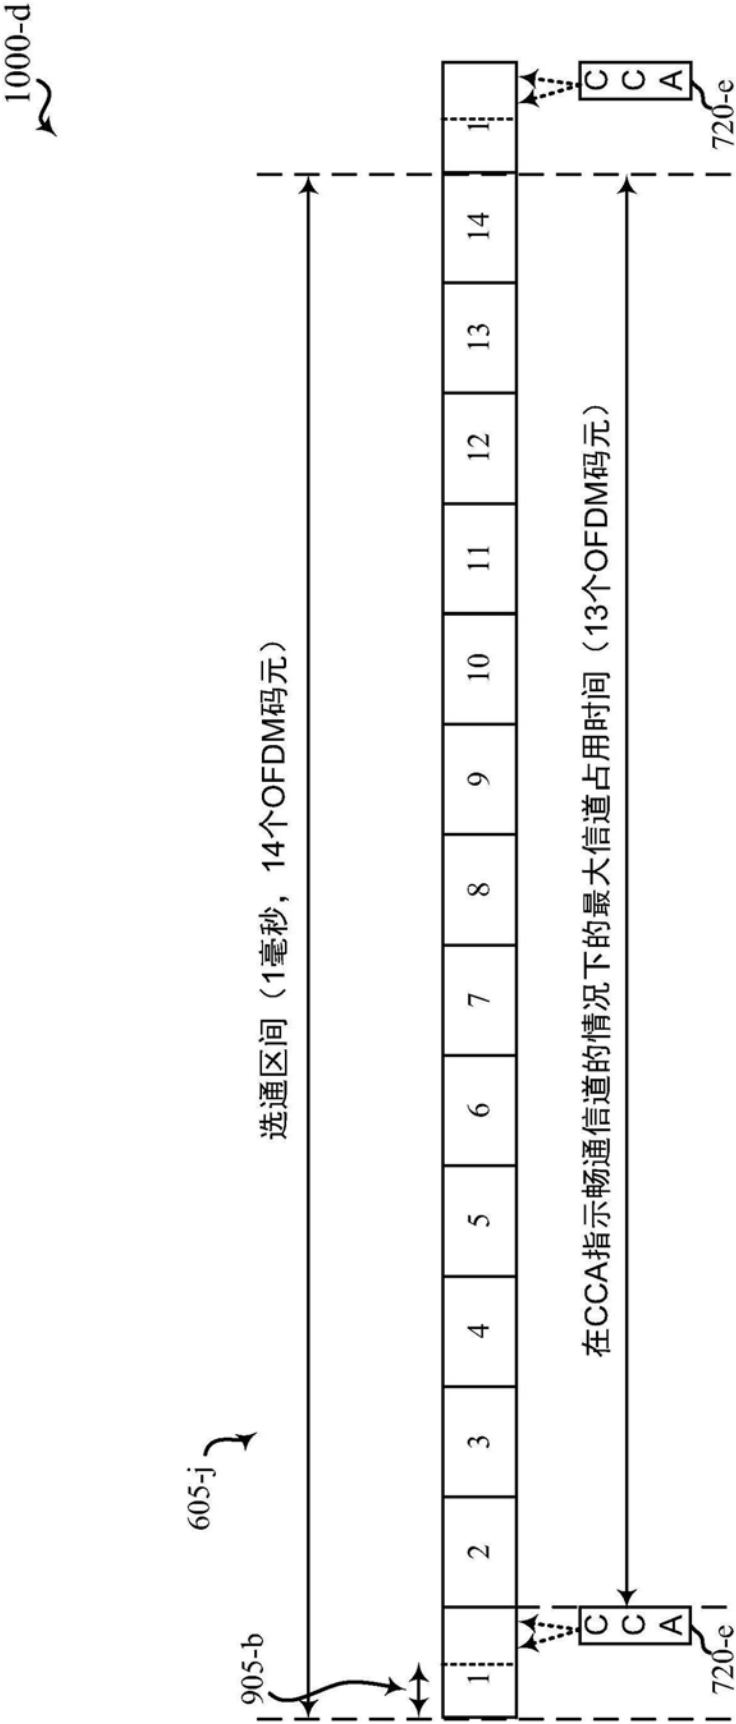 1000-d
605-j
选通区间（1毫秒，14个OFDM码元）
905-b
1 2 3 4 5 6 7 8 9 10 11 12 13 14 1
CCA CCA
在CCA指示畅通信道的情况下的最大信道占用时间（13个OFDM码元）
720-e 720-e